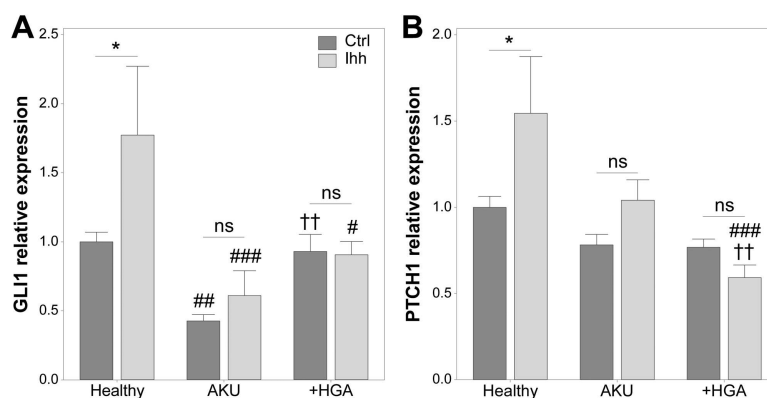 A
GLI1 relative expression
2.5
2.0
1.5
1.0
0.5
0.0
*
Ctrl
Ihh
ns
##
###
ns
††
#
Healthy
AKU
+HGA
B
PTCH1 relative expression
2.0
1.5
1.0
0.5
0.0
*
ns
ns
###
††
Healthy
AKU
+HGA